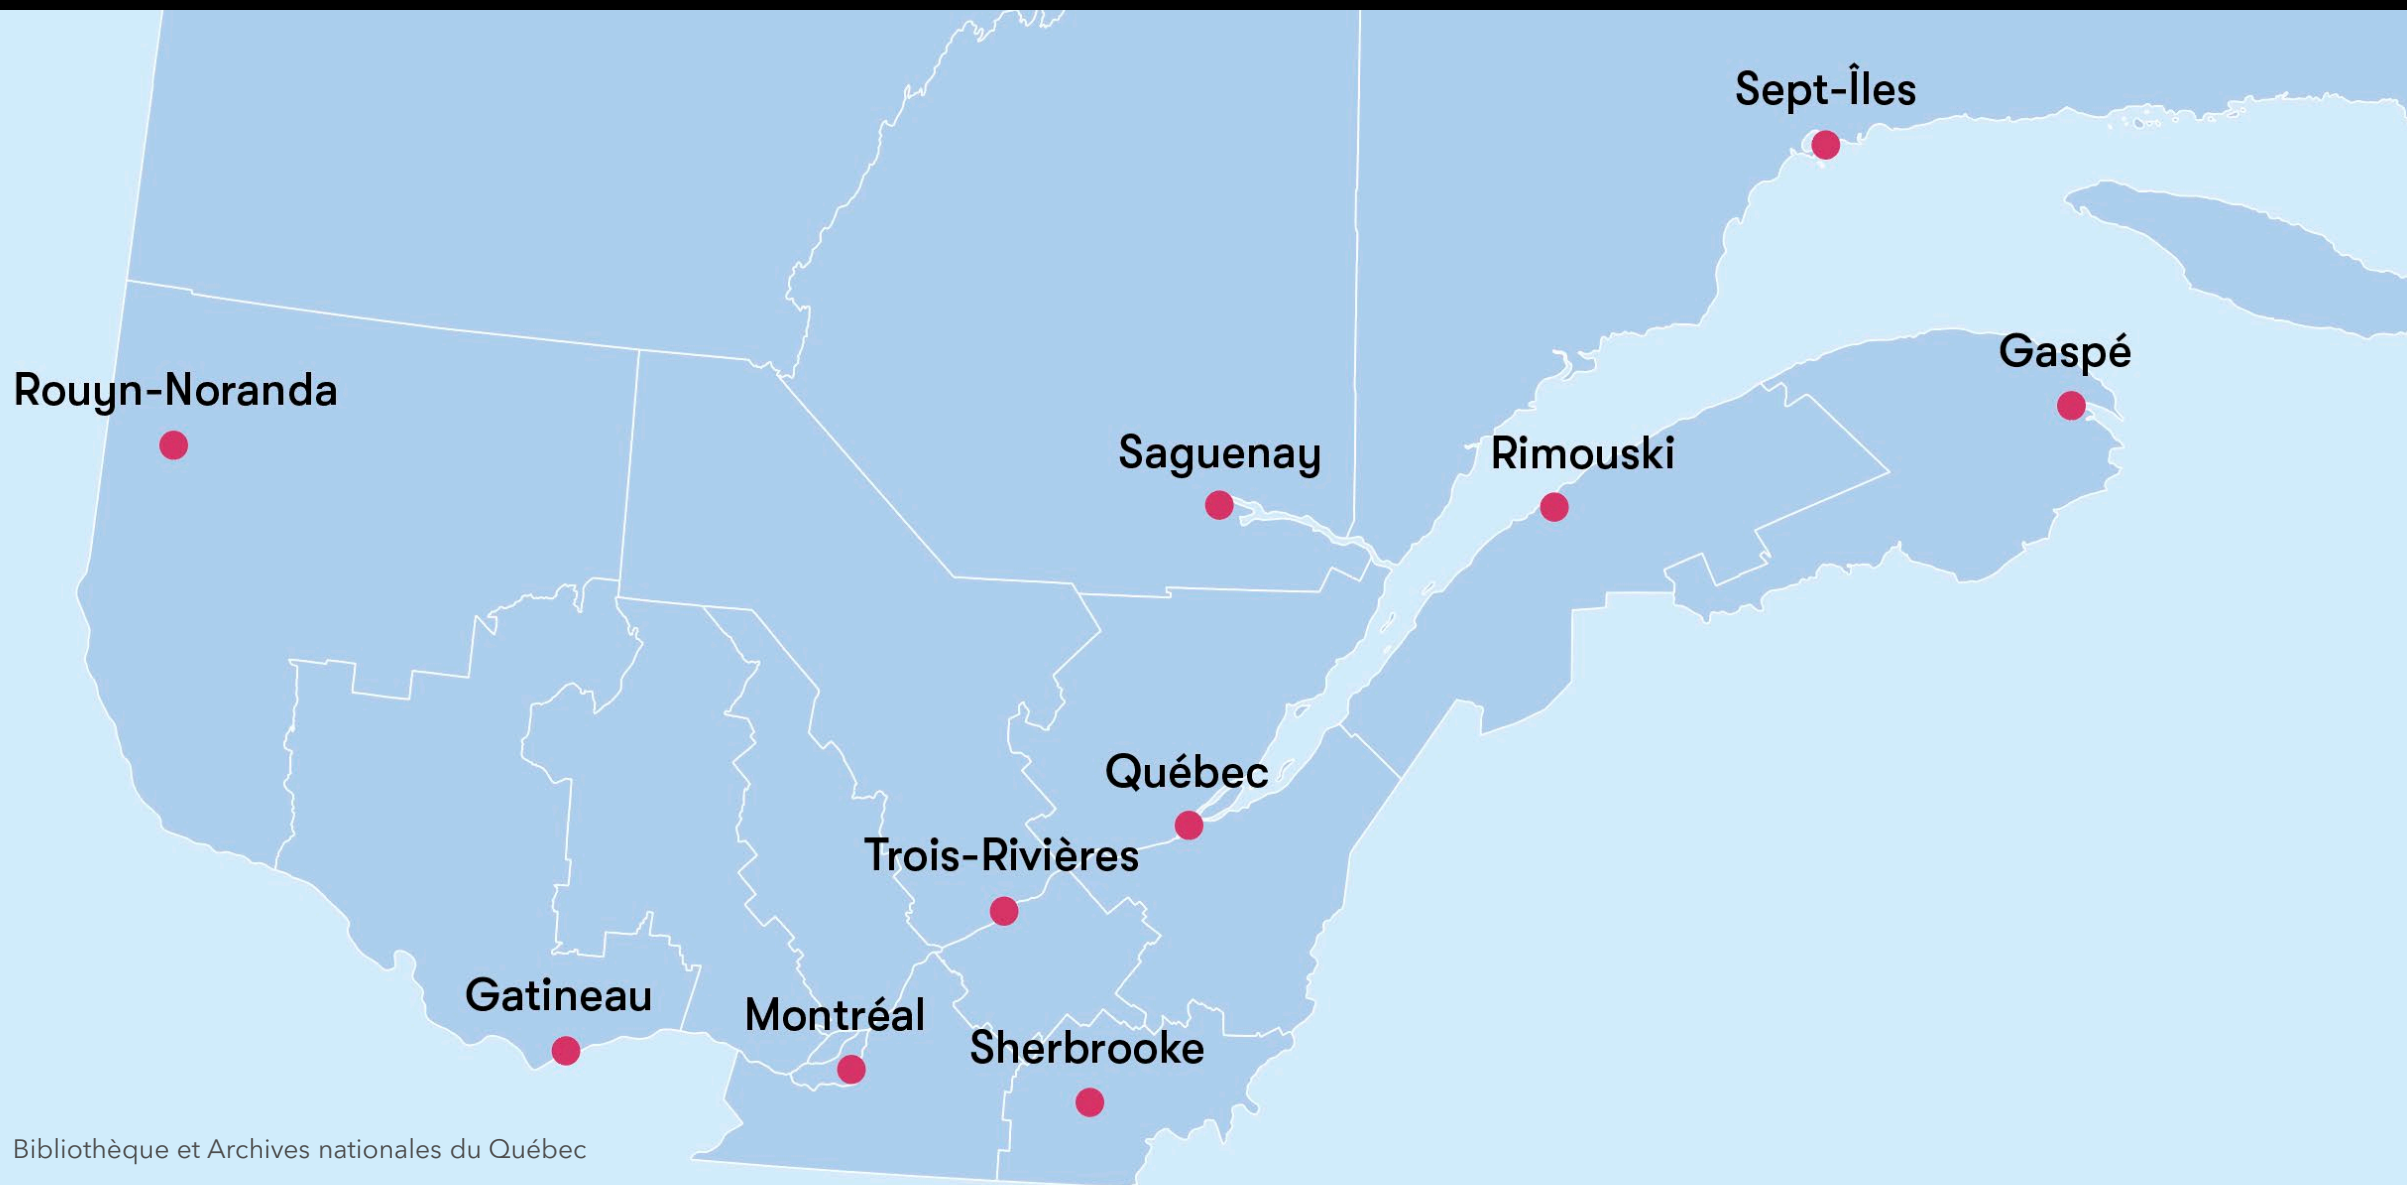 Sept-Îles
Gaspé
Rouyn-Noranda
Saguenay
Rimouski
Québec
Trois-Rivières
Gatineau
Montréal
Sherbrooke
Bibliothèque et Archives nationales du Québec